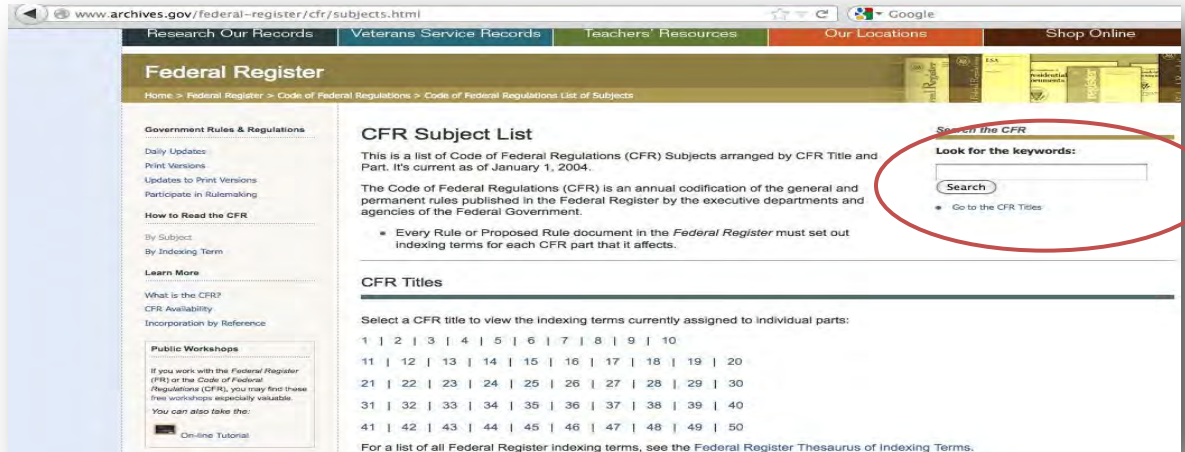 www.archives.gov/federal-register/cfr/subjects.html
Google
Research Our Records
Veterans Service Records
Teachers' Resources
Our Locations
Shop Online
Federal Register
Home > Federal Register > Code of Federal Regulations > Code of Federal Regulations List of Subjects
Government Rules & Regulations
Daily Updates
Print Versions
Updates to Print Versions
Participate in Rulemaking
How to Read the CFR
By Subject
By Indexing Term
Learn More
What is the CFR?
CFR Availability
Incorporation by Reference
Public Workshops
If you work with the Federal Register
(FR) or the Code of Federal
Regulations (CFR), you may find these
free workshops especially valuable.
You can also take the:
On-line Tutorial
CFR Subject List
This is a list of Code of Federal Regulations (CFR) Subjects arranged by CFR Title and
Part. It's current as of January 1, 2004.
The Code of Federal Regulations (CFR) is an annual codification of the general and
permanent rules published in the Federal Register by the executive departments and
agencies of the Federal Government.
Every Rule or Proposed Rule document in the Federal Register must set out
indexing terms for each CFR part that it affects.
CFR Titles
Select a CFR title to view the indexing terms currently assigned to individual parts:
1 | 2 | 3 | 4 | 5 | 6 | 7 | 8 | 9 | 10
11 | 12 | 13 | 14 | 15 | 16 | 17 | 18 | 19 | 20
21 | 22 | 23 | 24 | 25 | 26 | 27 | 28 | 29 | 30
31 | 32 | 33 | 34 | 35 | 36 | 37 | 38 | 39 | 40
41 | 42 | 43 | 44 | 45 | 46 | 47 | 48 | 49 | 50
For a list of all Federal Register indexing terms, see the Federal Register Thesaurus of Indexing Terms.
Search the CFR
Look for the keywords:
Search
Go to the CFR Titles